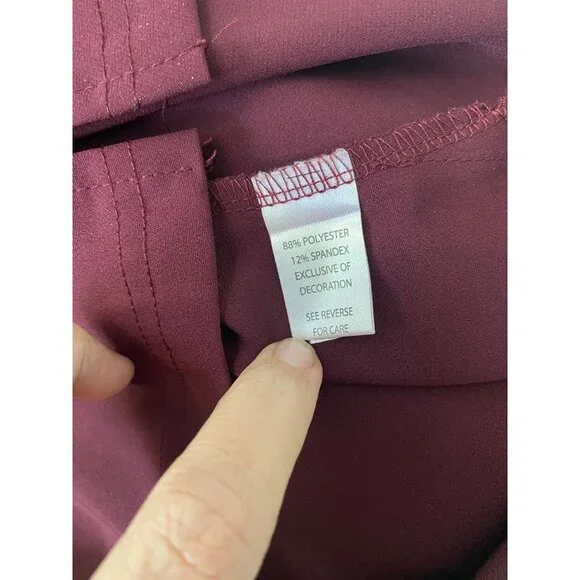 88% POLYESTER
12% SPANDEX
EXCLUSIVE OF
DECORATION
SEE REVERSE
FOR CARE